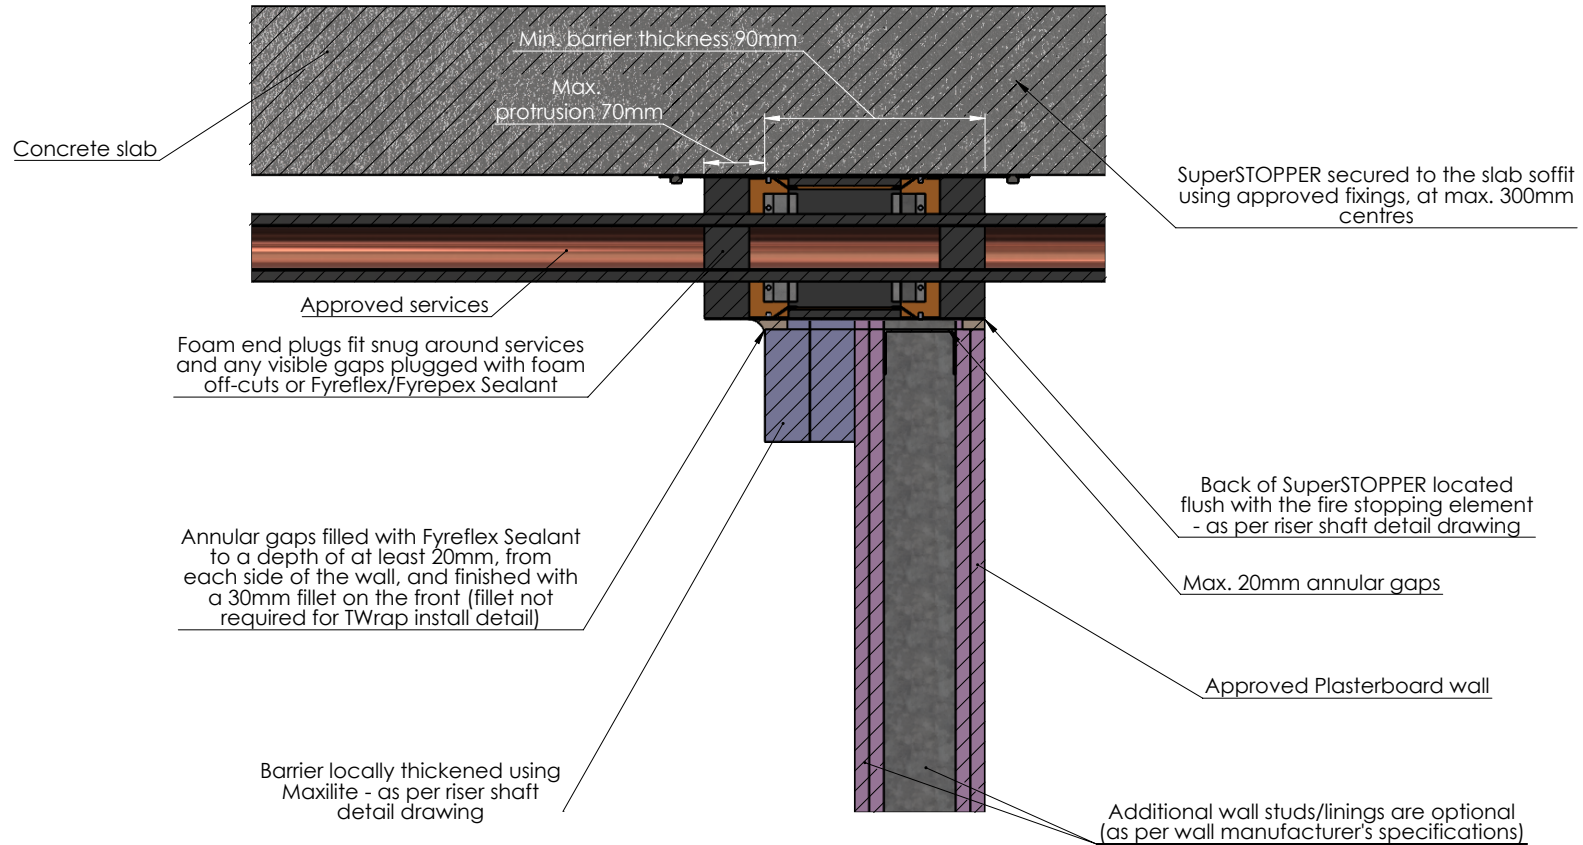 Min. barrier thickness 90mm
Max.
protrusion 70mm
Concrete slab
SuperSTOPPER secured to the slab soffit
using approved fixings, at max. 300mm
centres
Approved services
Foam end plugs fit snug around services
and any visible gaps plugged with foam
off-cuts or Fyreflex/Fyrepex Sealant
Back of SuperSTOPPER located
flush with the fire stopping element
- as per riser shaft detail drawing
Annular gaps filled with Fyreflex Sealant
to a depth of at least 20mm, from
each side of the wall, and finished with
a 30mm fillet on the front (fillet not
required for TWrap install detail)
Max. 20mm annular gaps
Approved Plasterboard wall
Barrier locally thickened using
Maxilite - as per riser shaft
detail drawing
Additional wall studs/linings are optional
(as per wall manufacturer's specifications)